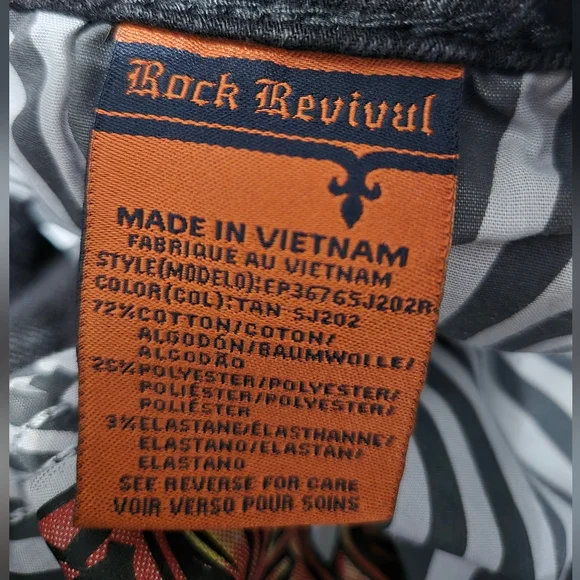 Rock Revival
MADE IN VIETNAM
FABRIQUE AU VIETNAM
STYLE(MODELO):EP3676SJ202R
COLOR(COL):TAN SJ202
72%COTTON/COTON/
ALGODÓN/BAUMWOLLE/
ALGODÃO
25%POLYESTER/POLYESTER/
POLIÉSTER/POLYESTER/
POLIÉSTER
3%ELASTANE/ÉLASTHANNE/
ELASTANO/ELASTAN/
ELASTANO
SEE REVERSE FOR CARE
VOIR VERSO POUR SOINS